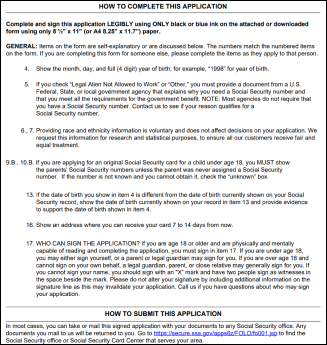 HOW TO COMPLETE THIS APPLICATION
Complete and sign this application LEGIBLY using ONLY black or blue ink on the attached or downloaded
form using only 8 ½" x 11" (or A4 8.25" x 11.7") paper.
GENERAL: Items on the form are self-explanatory or are discussed below. The numbers match the numbered items
on the form. If you are completing this form for someone else, please complete the items as they apply to that person.
4. Show the month, day, and full (4 digit) year of birth; for example, "1998" for year of birth.
5. If you check "Legal Alien Not Allowed to Work" or "Other," you must provide a document from a U.S.
Federal, State, or local government agency that explains why you need a Social Security number and
that you meet all the requirements for the government benefit. NOTE: Most agencies do not require that
you have a Social Security number. Contact us to see if your reason qualifies for a
Social Security number.
6., 7. Providing race and ethnicity information is voluntary and does not affect decisions on your application. We
request this information for research and statistical purposes, to ensure all our customers receive fair and
equal treatment.
9.B., 10.B. If you are applying for an original Social Security card for a child under age 18, you MUST show
the parents' Social Security numbers unless the parent was never assigned a Social Security
number. If the number is not known and you cannot obtain it, check the "unknown" box.
13. If the date of birth you show in item 4 is different from the date of birth currently shown on your Social
Security record, show the date of birth currently shown on your record in item 13 and provide evidence
to support the date of birth shown in item 4.
16. Show an address where you can receive your card 7 to 14 days from now.
17. WHO CAN SIGN THE APPLICATION? If you are age 18 or older and are physically and mentally
capable of reading and completing the application, you must sign in item 17. If you are under age 18,
you may either sign yourself, or a parent or legal guardian may sign for you. If you are over age 18 and
cannot sign on your own behalf, a legal guardian, parent, or close relative may generally sign for you. If
you cannot sign your name, you should sign with an "X" mark and have two people sign as witnesses in
the space beside the mark. Please do not alter your signature by including additional information on the
signature line as this may invalidate your application. Call us if you have questions about who may sign
your application.
HOW TO SUBMIT THIS APPLICATION
In most cases, you can take or mail this signed application with your documents to any Social Security office. Any
documents you mail to us will be returned to you. Go to https://secure.ssa.gov/apps6z/FOLO/fo001.jsp to find the
Social Security office or Social Security Card Center that serves your area.